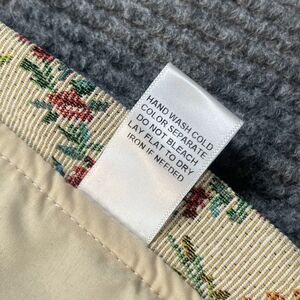 HAND WASH COLD
COLOR SEPARATE
DO NOT BLEACH
LAY FLAT TO DRY
IRON IF NEEDED